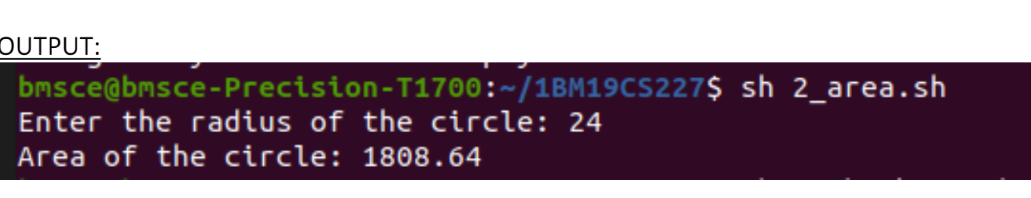 OUTPUT:
bmsce@bmsce-Precision-T1700:~/1BM19CS227$ sh 2_area.sh
Enter the radius of the circle: 24
Area of the circle: 1808.64